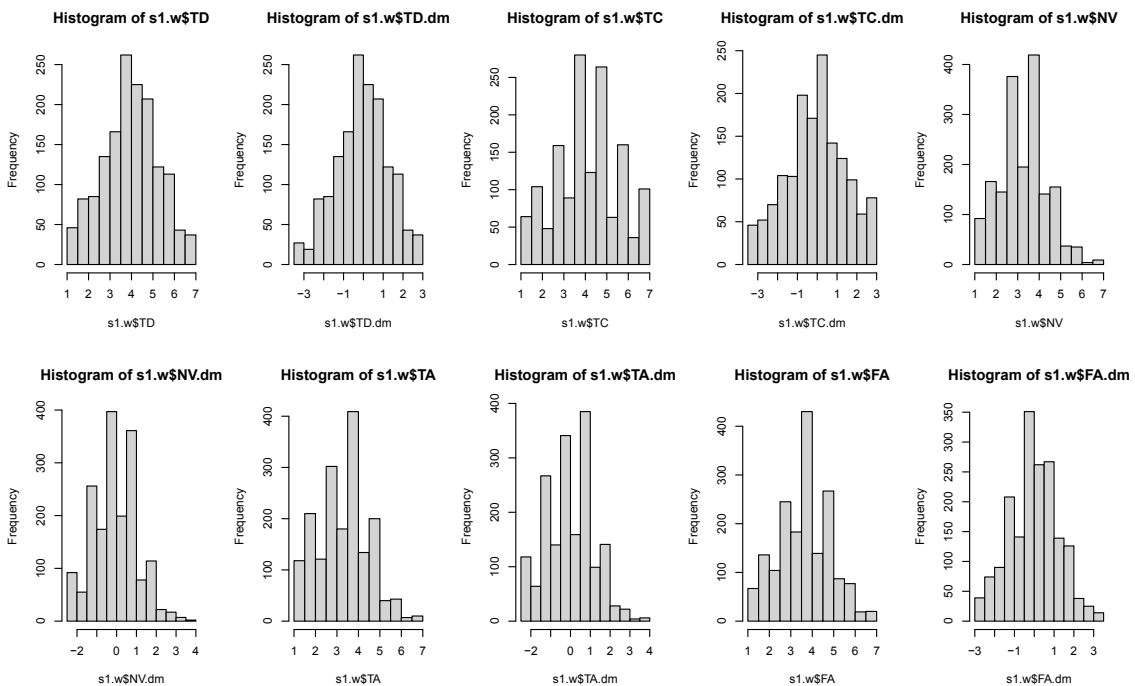 Histogram of s1.w$TD
Frequency
0 50 100 150 200 250
1 2 3 4 5 6 7
s1.w$TD
Histogram of s1.w$TD.dm
Frequency
0 50 100 150 200 250
−3 −1 0 1 2 3
s1.w$TD.dm
Histogram of s1.w$TC
Frequency
0 50 100 150 200 250
1 2 3 4 5 6 7
s1.w$TC
Histogram of s1.w$TC.dm
Frequency
0 50 100 150 200 250
−3 −1 0 1 2 3
s1.w$TC.dm
Histogram of s1.w$NV
Frequency
0 100 200 300 400
1 2 3 4 5 6 7
s1.w$NV
Histogram of s1.w$NV.dm
Frequency
0 100 200 300 400
−2 0 1 2 3 4
s1.w$NV.dm
Histogram of s1.w$TA
Frequency
0 100 200 300 400
1 2 3 4 5 6 7
s1.w$TA
Histogram of s1.w$TA.dm
Frequency
0 100 200 300 400
−2 0 1 2 3 4
s1.w$TA.dm
Histogram of s1.w$FA
Frequency
0 100 200 300 400
1 2 3 4 5 6 7
s1.w$FA
Histogram of s1.w$FA.dm
Frequency
0 50 100 150 200 250 300 350
−3 −1 0 1 2 3
s1.w$FA.dm